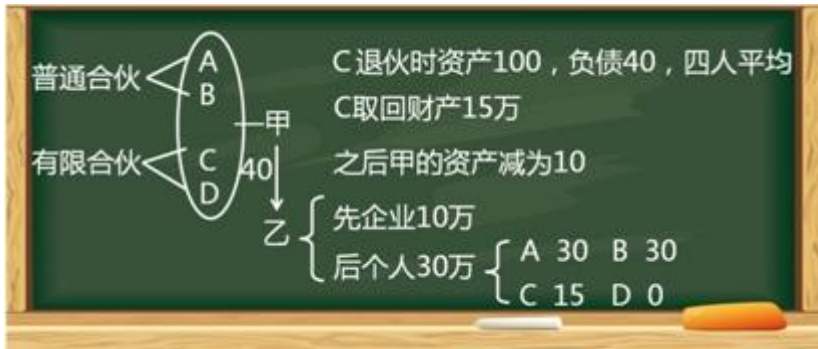 普通合伙
A
B
有限合伙
C
D
甲
40
乙
C退伙时资产100，负债40，四人平均
C取回财产15万
之后甲的资产减为10
先企业10万
后个人30万
A 30 B 30
C 15 D 0